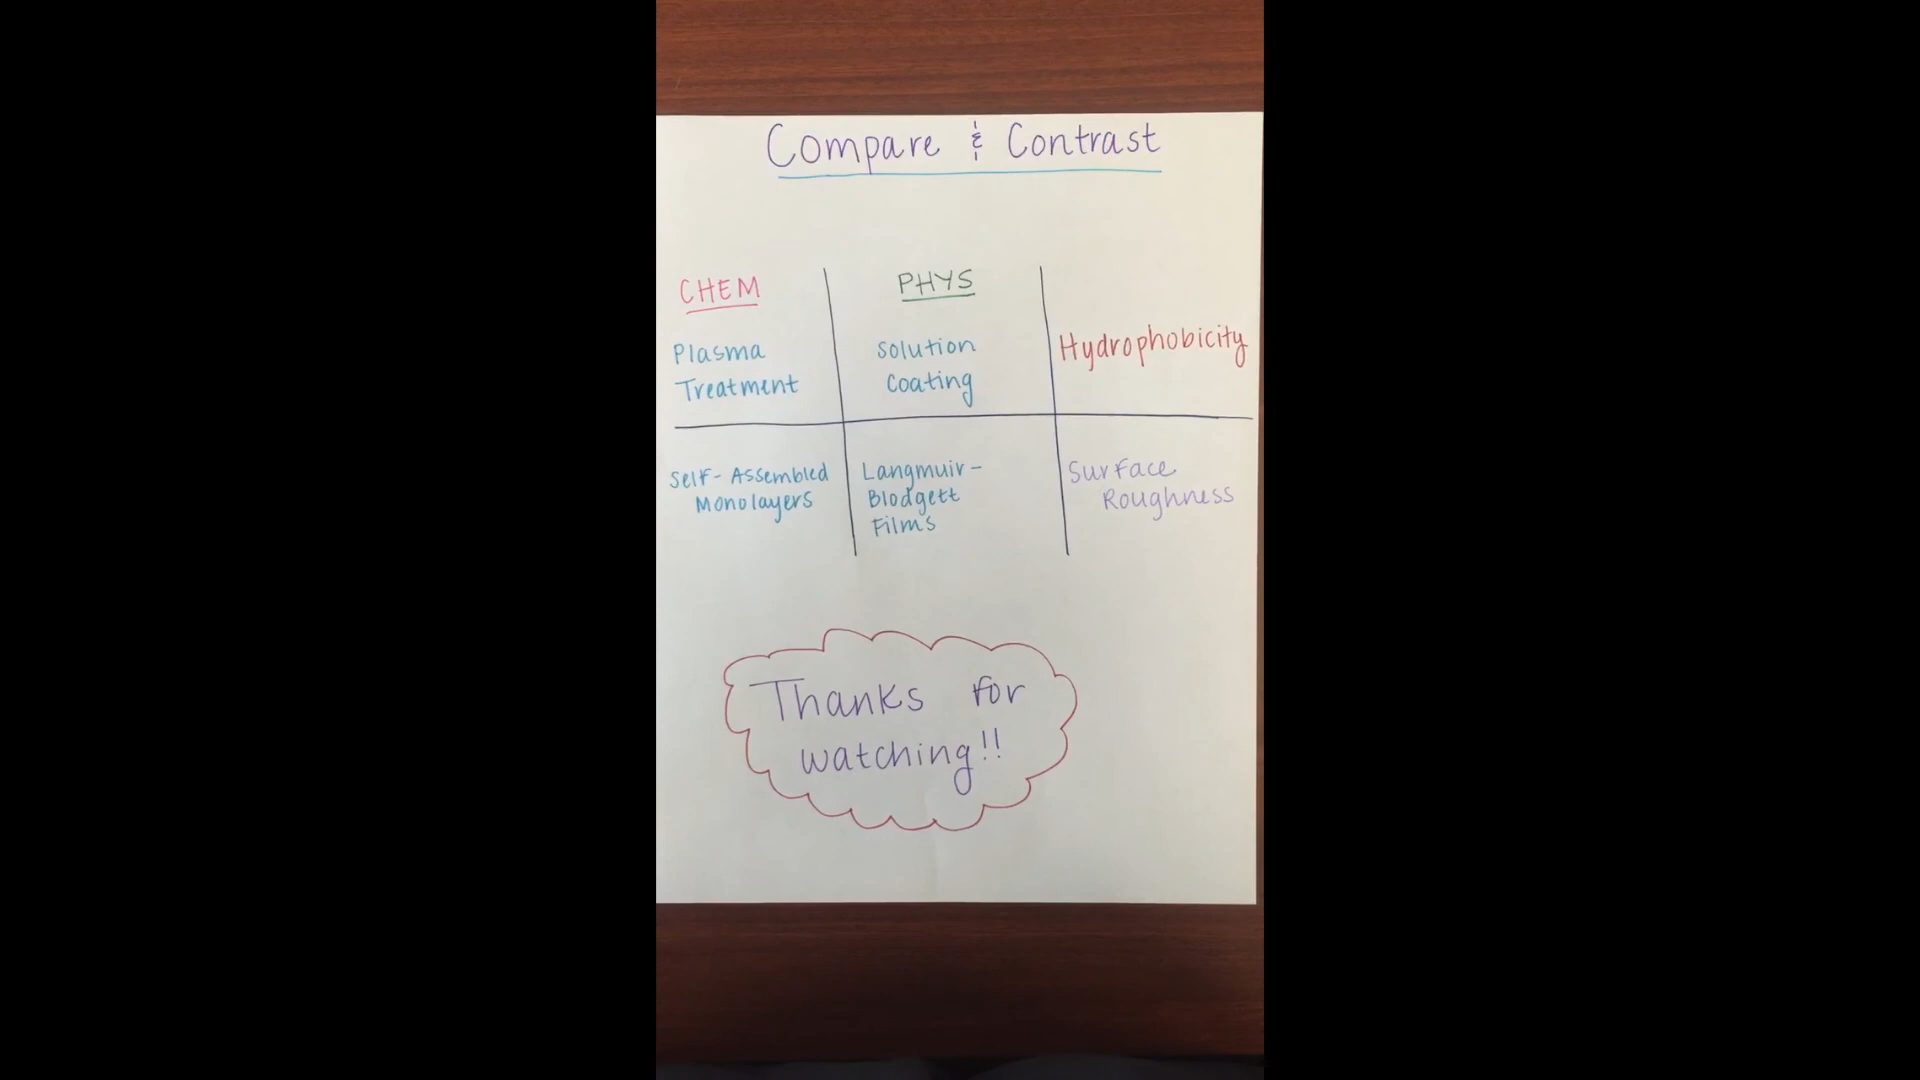 Compare & Contrast
CHEM
PHYS
Plasma
Treatment
Solution
Coating
Hydrophobicity
Self-Assembled
Monolayers
Langmuir-
Blodgett
Films
Surface
Roughness
Thanks for
watching!!